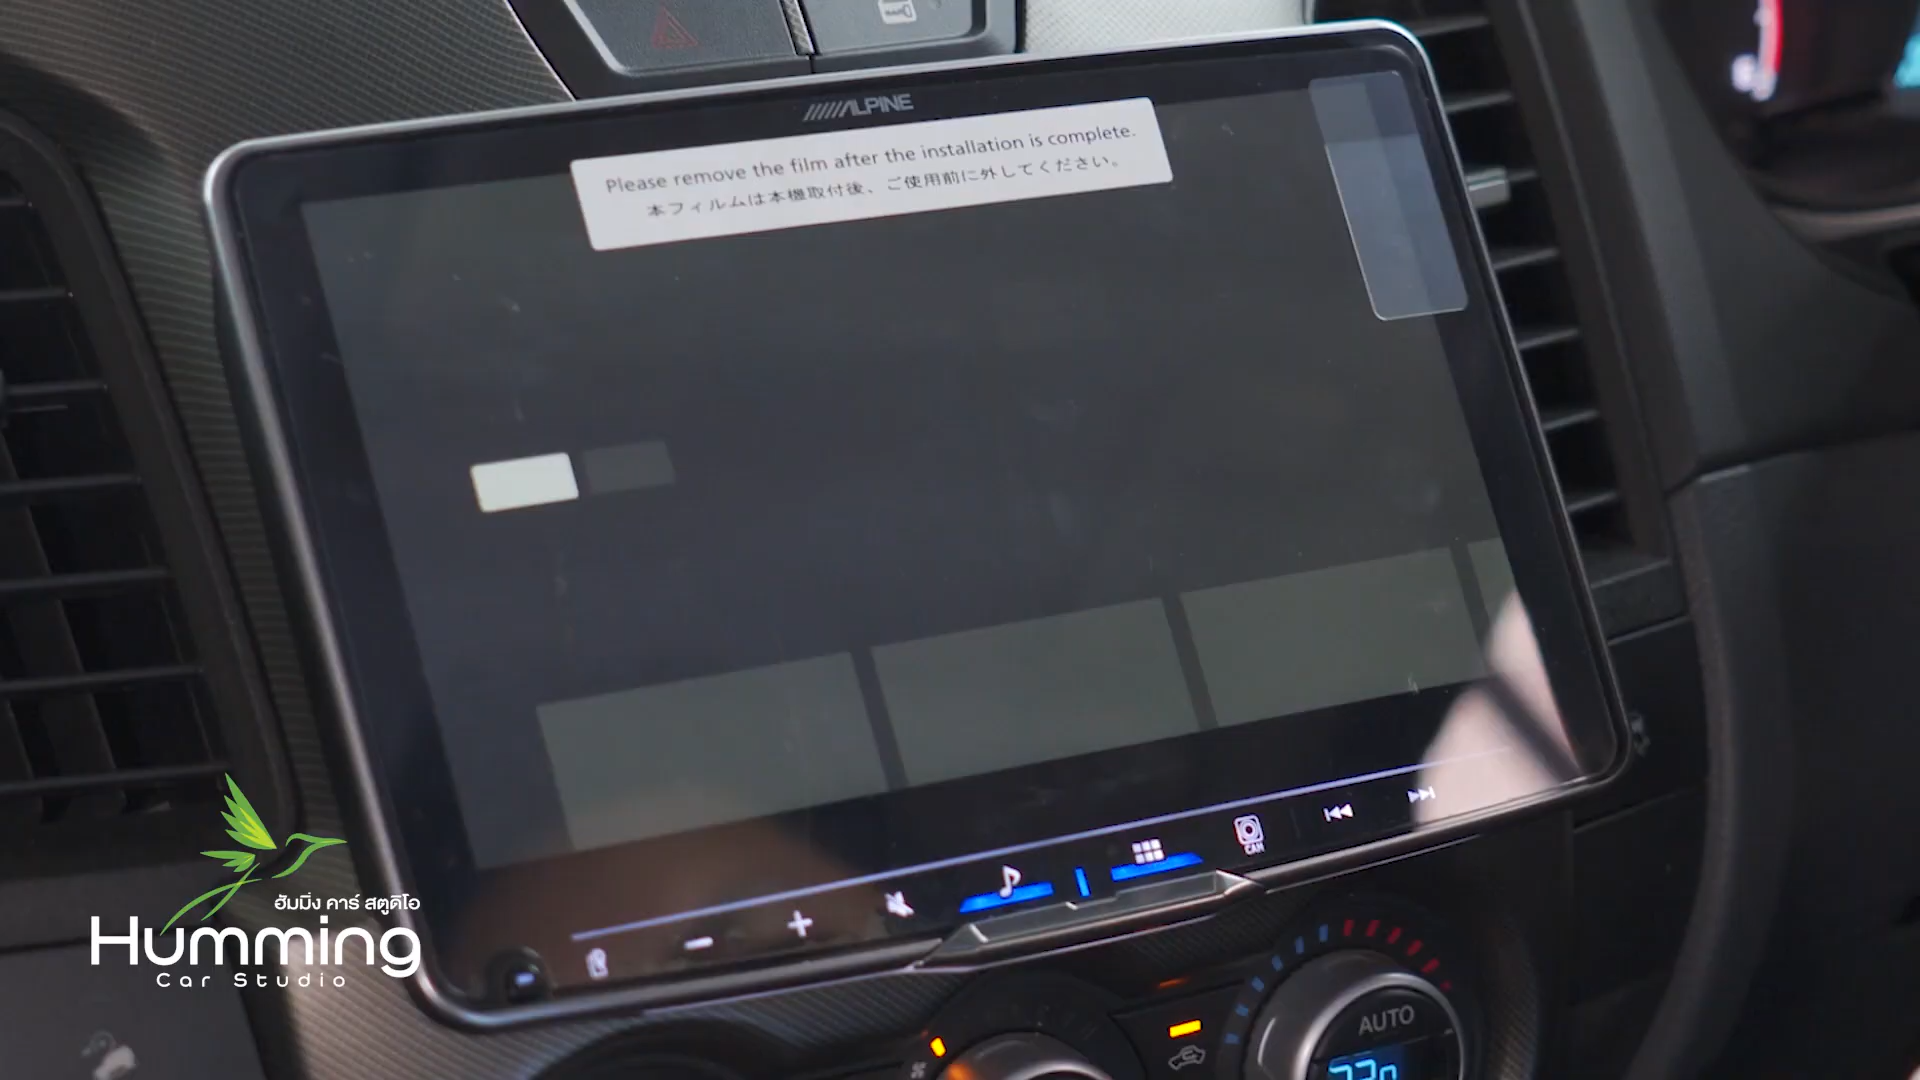 ALPINE
Please remove the film after the installation is complete.
本フィルムは本機取付後、ご使用前に外してください。
CAM
AUTO
ฮัมมิ่ง คาร์ สตูดิโอ
Humming
Car Studio